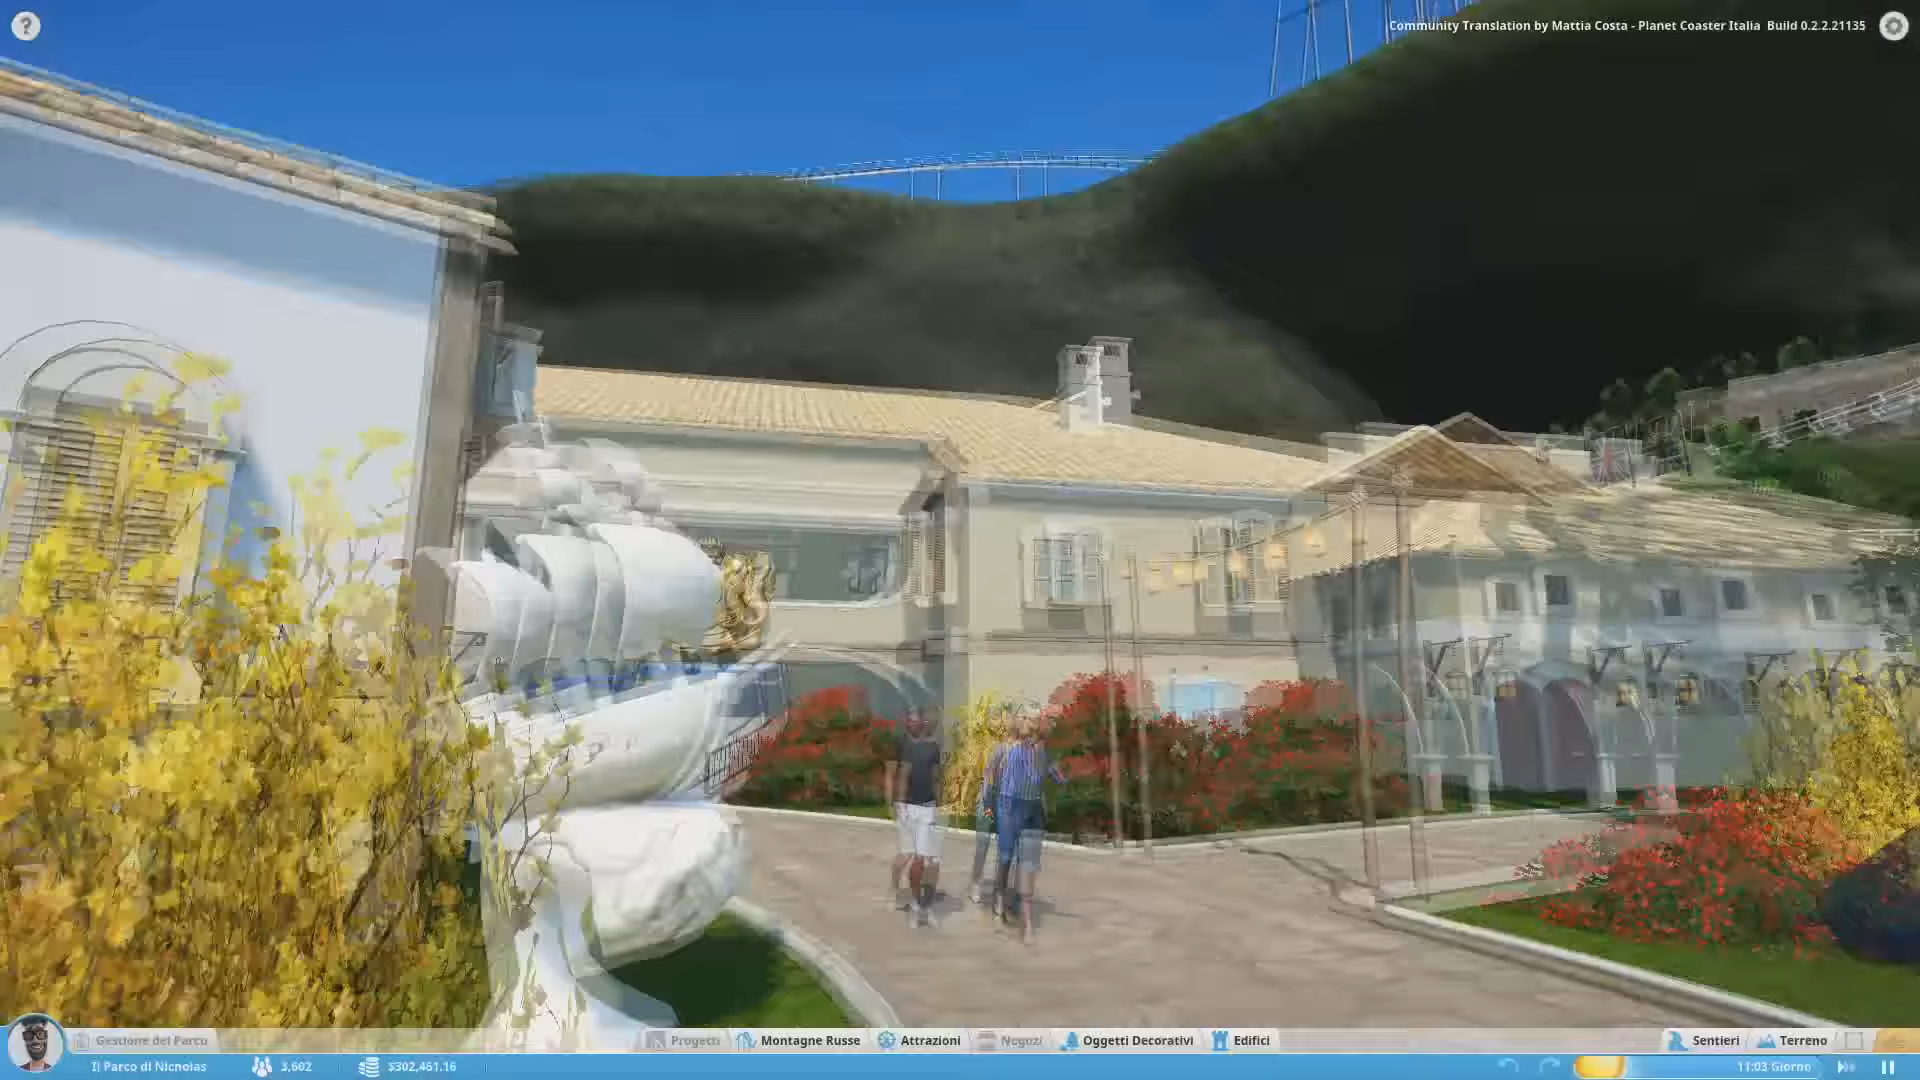 ?
Community Translation by Mattia Costa - Planet Coaster Italia Build 0.2.2.21135
Gestione del Parco
Progetti
Montagne Russe
Attrazioni
Negozi
Oggetti Decorativi
Edifici
Sentieri
Terreno
Il Parco di Nicholas
3,602
$302,461.16
11:03 Giorno